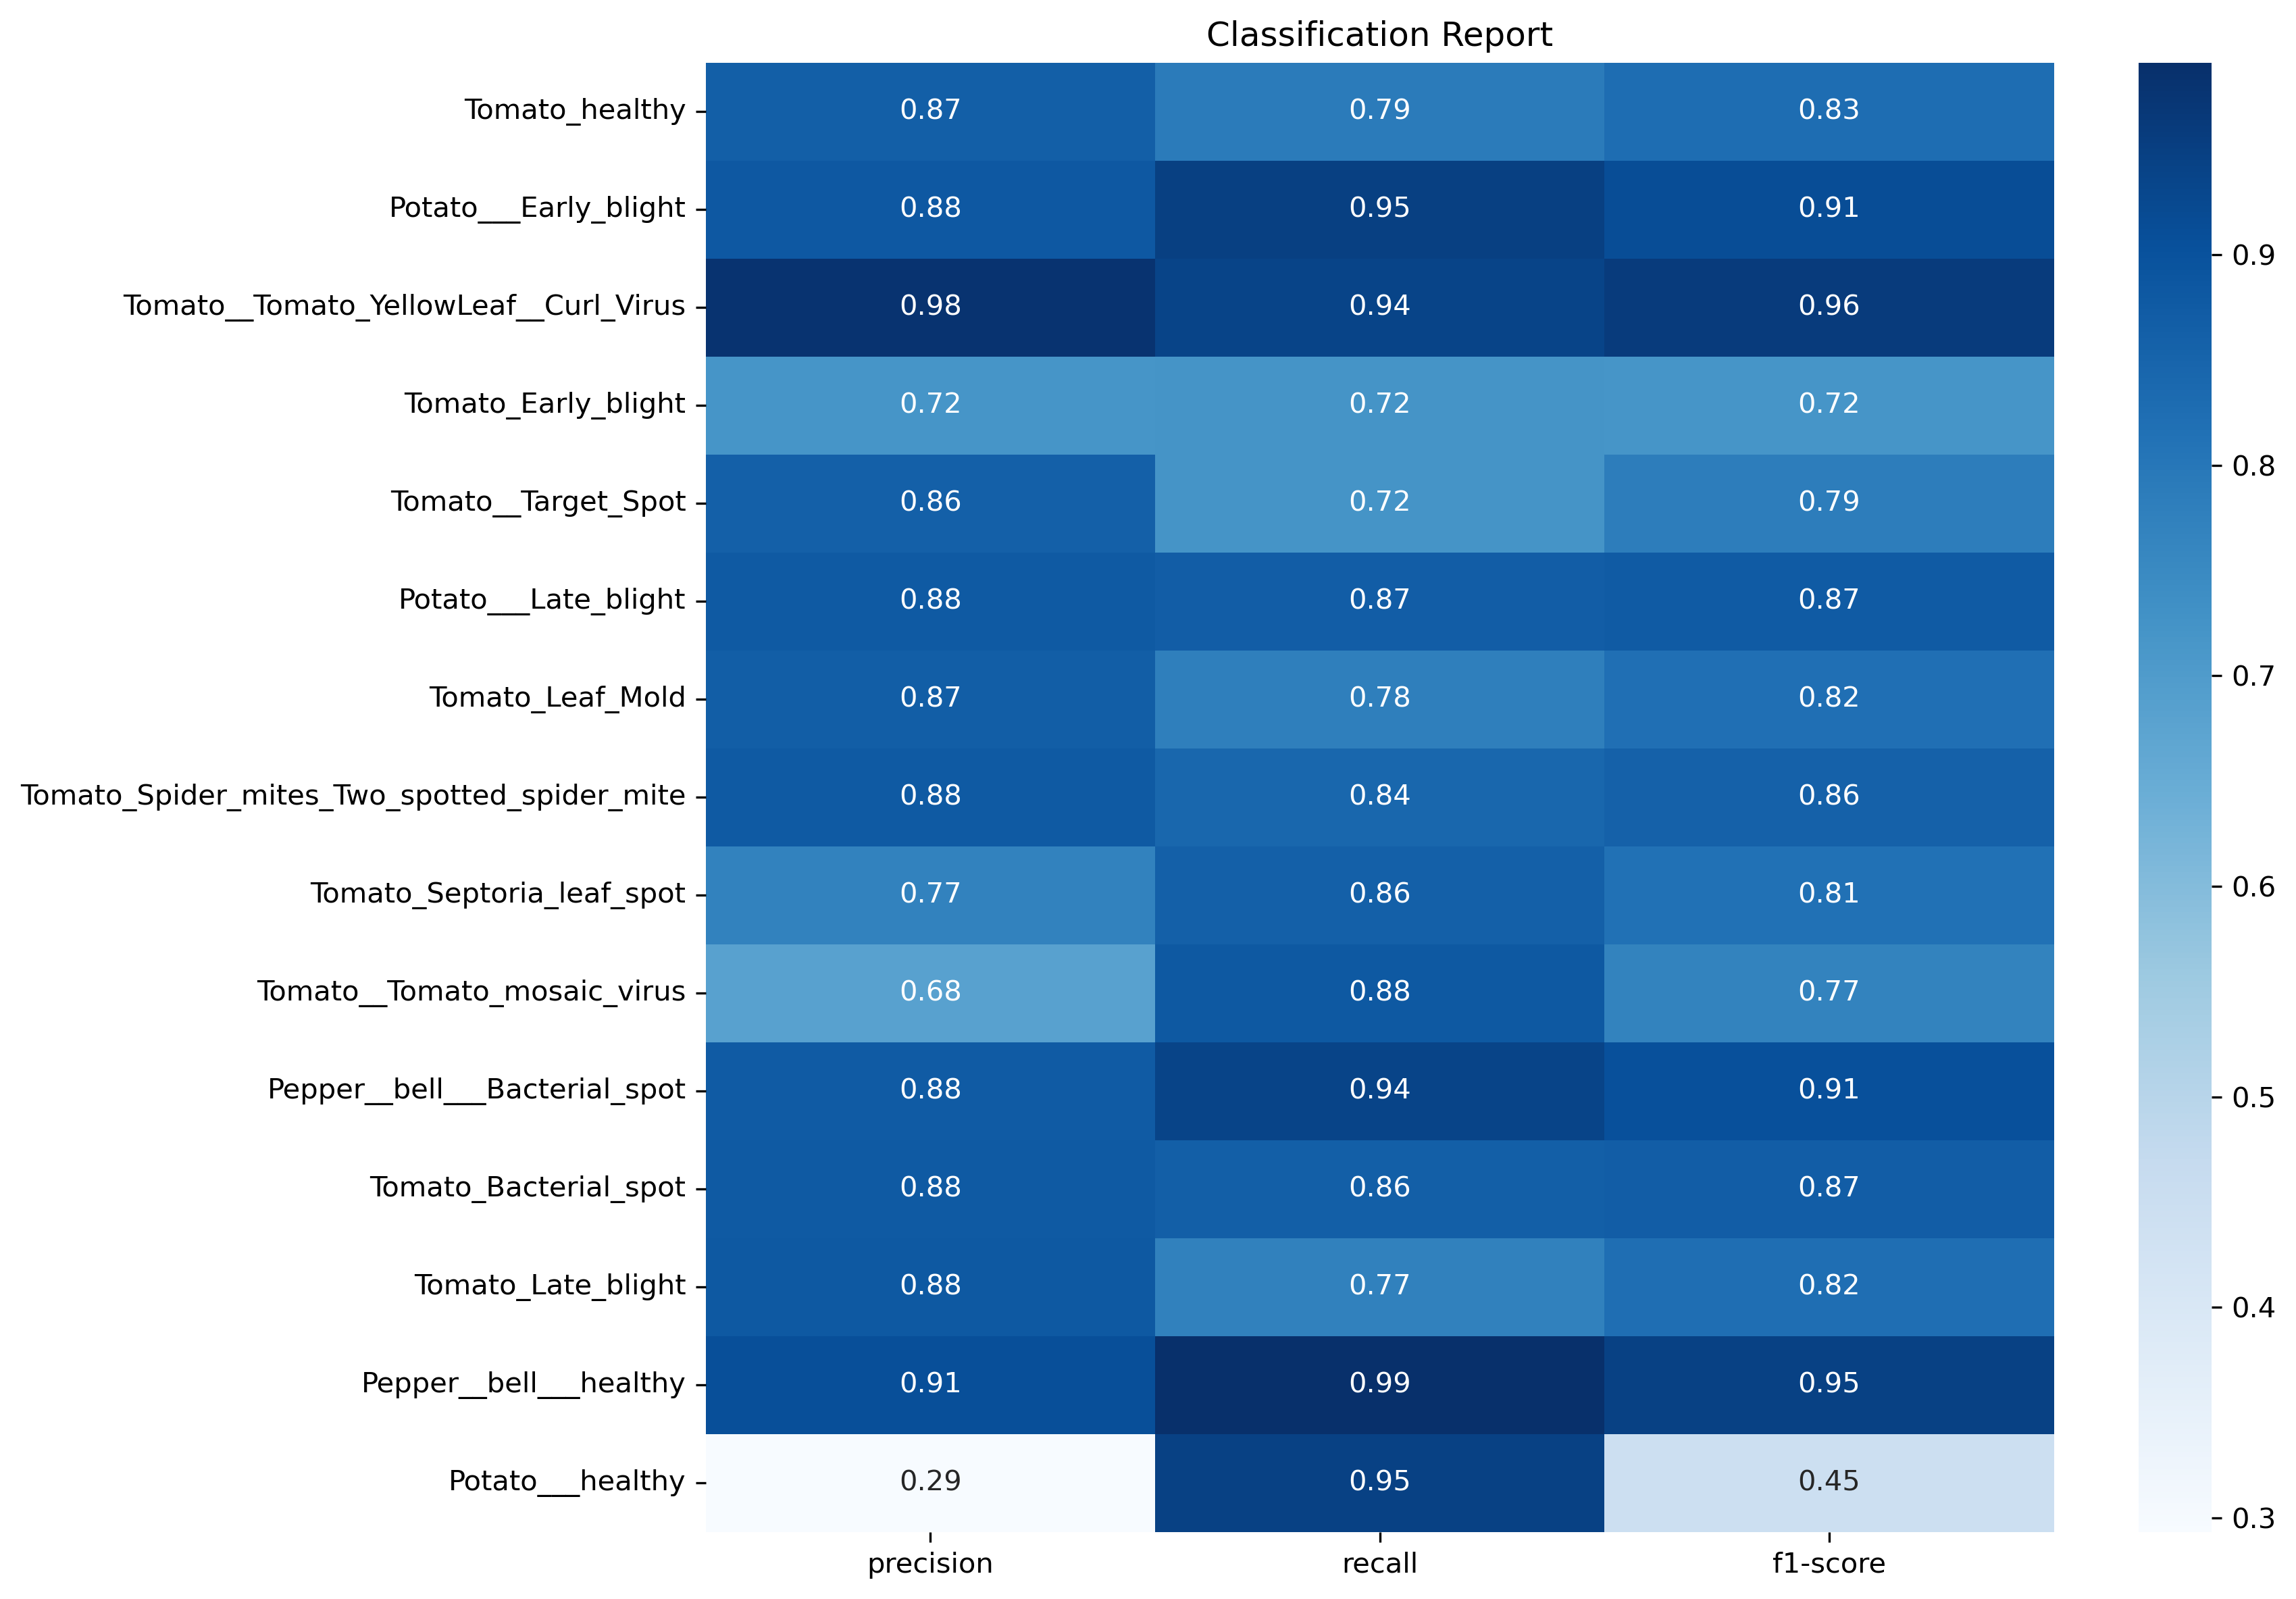 Classification Report
Tomato_healthy 0.87 0.79 0.83
Potato___Early_blight 0.88 0.95 0.91
Tomato__Tomato_YellowLeaf__Curl_Virus 0.98 0.94 0.96
Tomato_Early_blight 0.72 0.72 0.72
Tomato__Target_Spot 0.86 0.72 0.79
Potato___Late_blight 0.88 0.87 0.87
Tomato_Leaf_Mold 0.87 0.78 0.82
Tomato_Spider_mites_Two_spotted_spider_mite 0.88 0.84 0.86
Tomato_Septoria_leaf_spot 0.77 0.86 0.81
Tomato__Tomato_mosaic_virus 0.68 0.88 0.77
Pepper__bell___Bacterial_spot 0.88 0.94 0.91
Tomato_Bacterial_spot 0.88 0.86 0.87
Tomato_Late_blight 0.88 0.77 0.82
Pepper__bell___healthy 0.91 0.99 0.95
Potato___healthy 0.29 0.95 0.45
precision recall f1-score
0.9
0.8
0.7
0.6
0.5
0.4
0.3